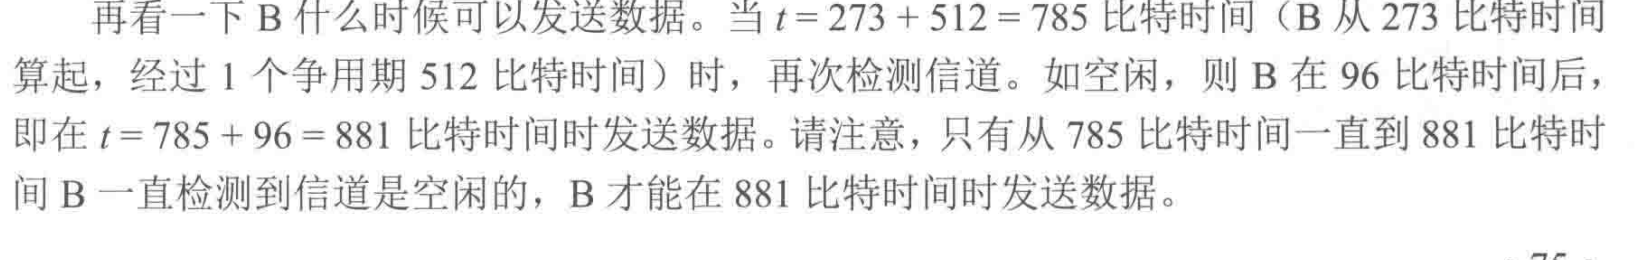 再看一下 B 什么时候可以发送数据。当 t = 273 + 512 = 785 比特时间（B 从 273 比特时间
算起，经过 1 个争用期 512 比特时间）时，再次检测信道。如空闲，则 B 在 96 比特时间后，
即在 t = 785 + 96 = 881 比特时间时发送数据。请注意，只有从 785 比特时间一直到 881 比特时
间 B 一直检测到信道是空闲的，B 才能在 881 比特时间时发送数据。